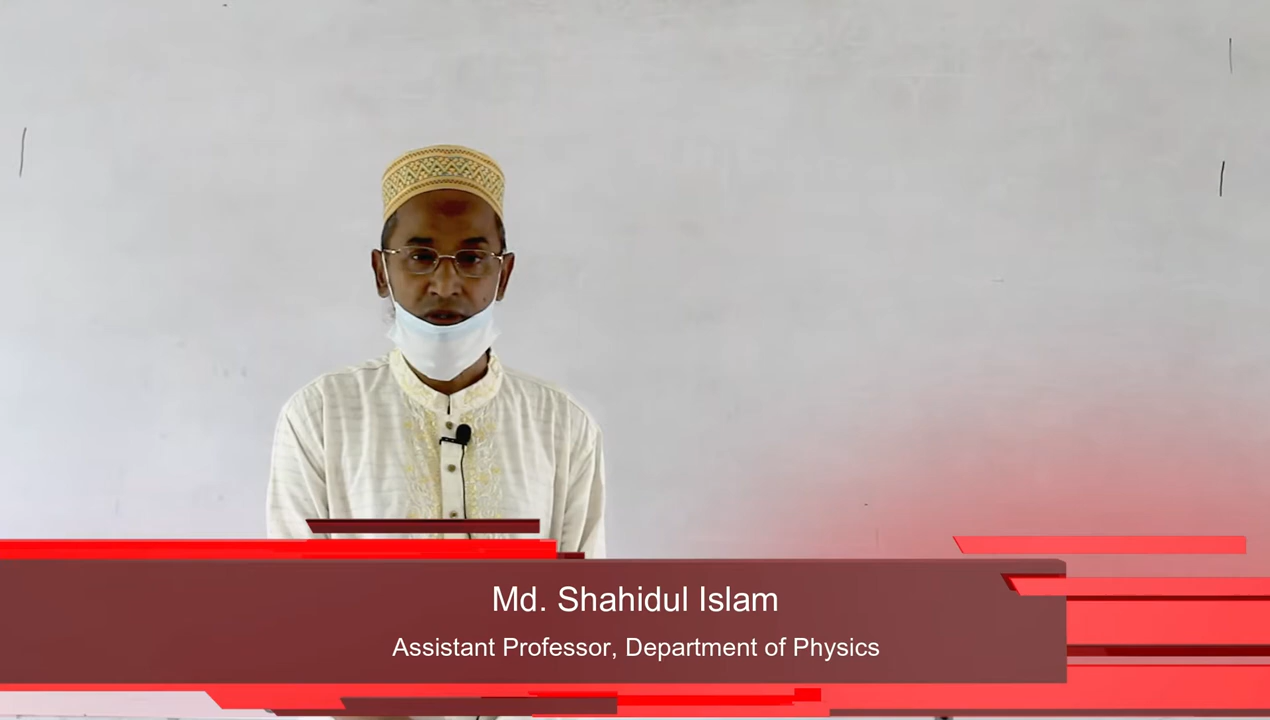 Md. Shahidul Islam
Assistant Professor, Department of Physics